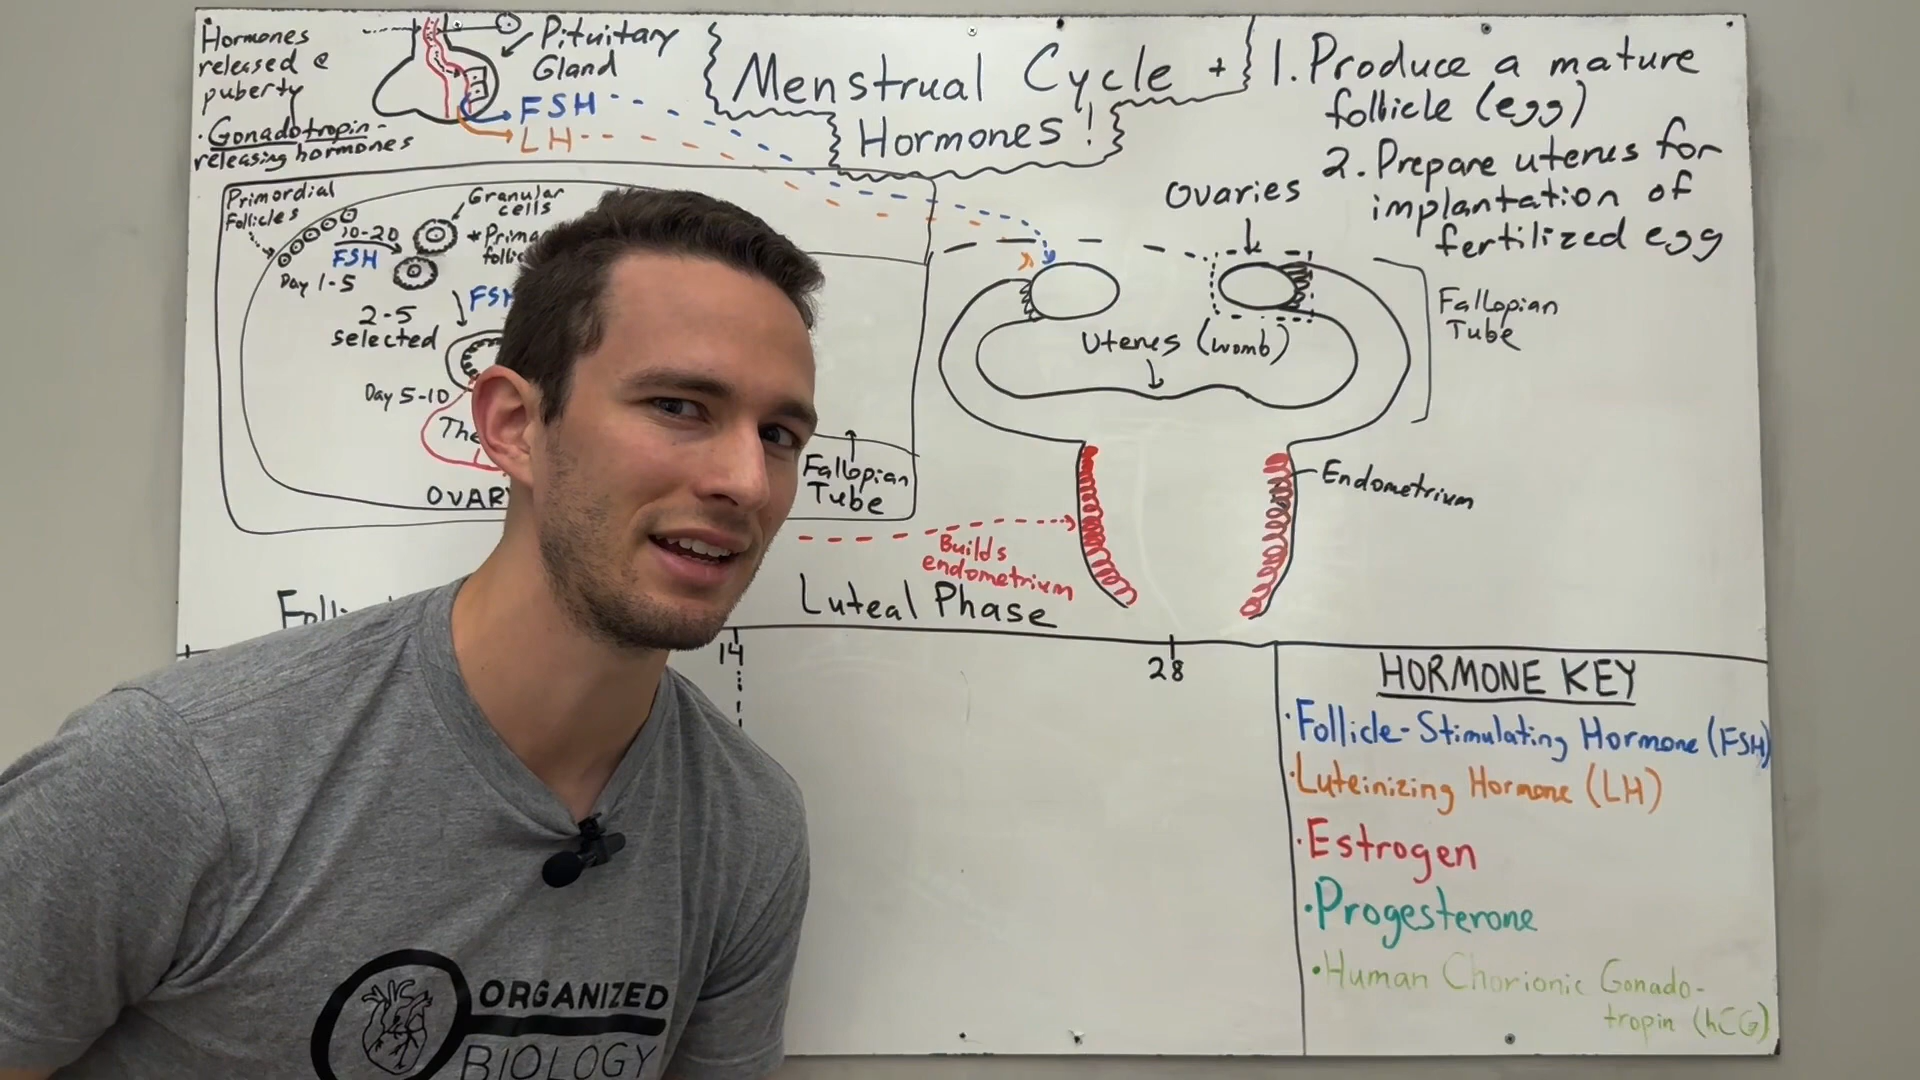 Hormones
released @
puberty
· Gonadotropin-
releasing hormones
Pituitary
Gland
FSH
LH
Menstrual Cycle +
Hormones!
1. Produce a mature
follicle (egg)
2. Prepare uterus for
implantation of
fertilized egg
Primordial
follicles
10-20
FSH
Day 1-5
Granular
cells
2-5
selected
FSH
Day 5-10
OVARY
Fallopian
Tube
Ovaries
Uterus (womb)
Fallopian
Tube
Endometrium
Builds
endometrium
Luteal Phase
14
28
HORMONE KEY
· Follicle-Stimulating Hormone (FSH)
· Luteinizing Hormone (LH)
· Estrogen
· Progesterone
· Human Chorionic Gonado-
tropin (hCG)
ORGANIZED
BIOLOGY